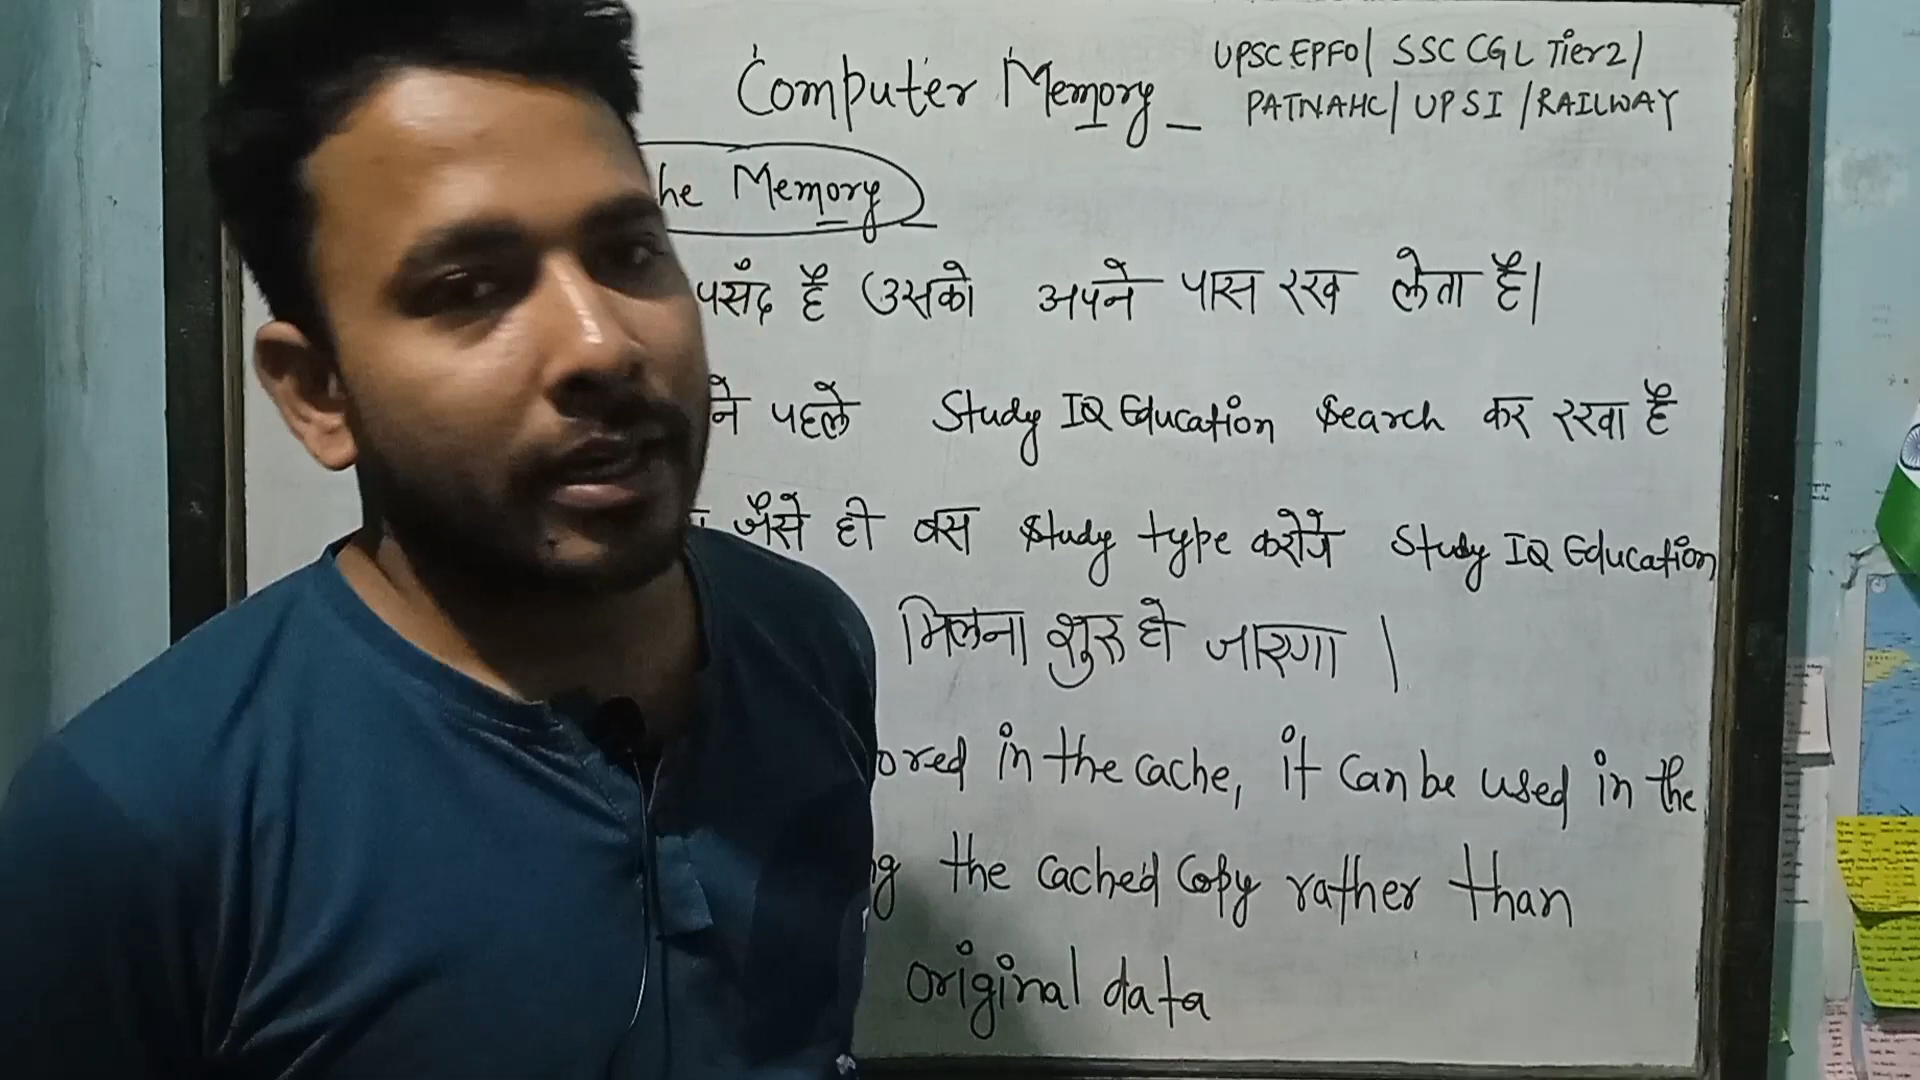 Computer Memory
UPSC EPFO / SSC CGL Tier2 /
PATNAHC / UPSI / RAILWAY
he Memory
पसंद है उसको अपने पास रख लेता है।
ने पहले Study IQ Education Search कर रखा है
जैसे ही बस Study type करोगे Study IQ Education
मिलना शुरू हो जाएगा।
ored in the cache, it can be used in the
g the cached copy rather than
original data